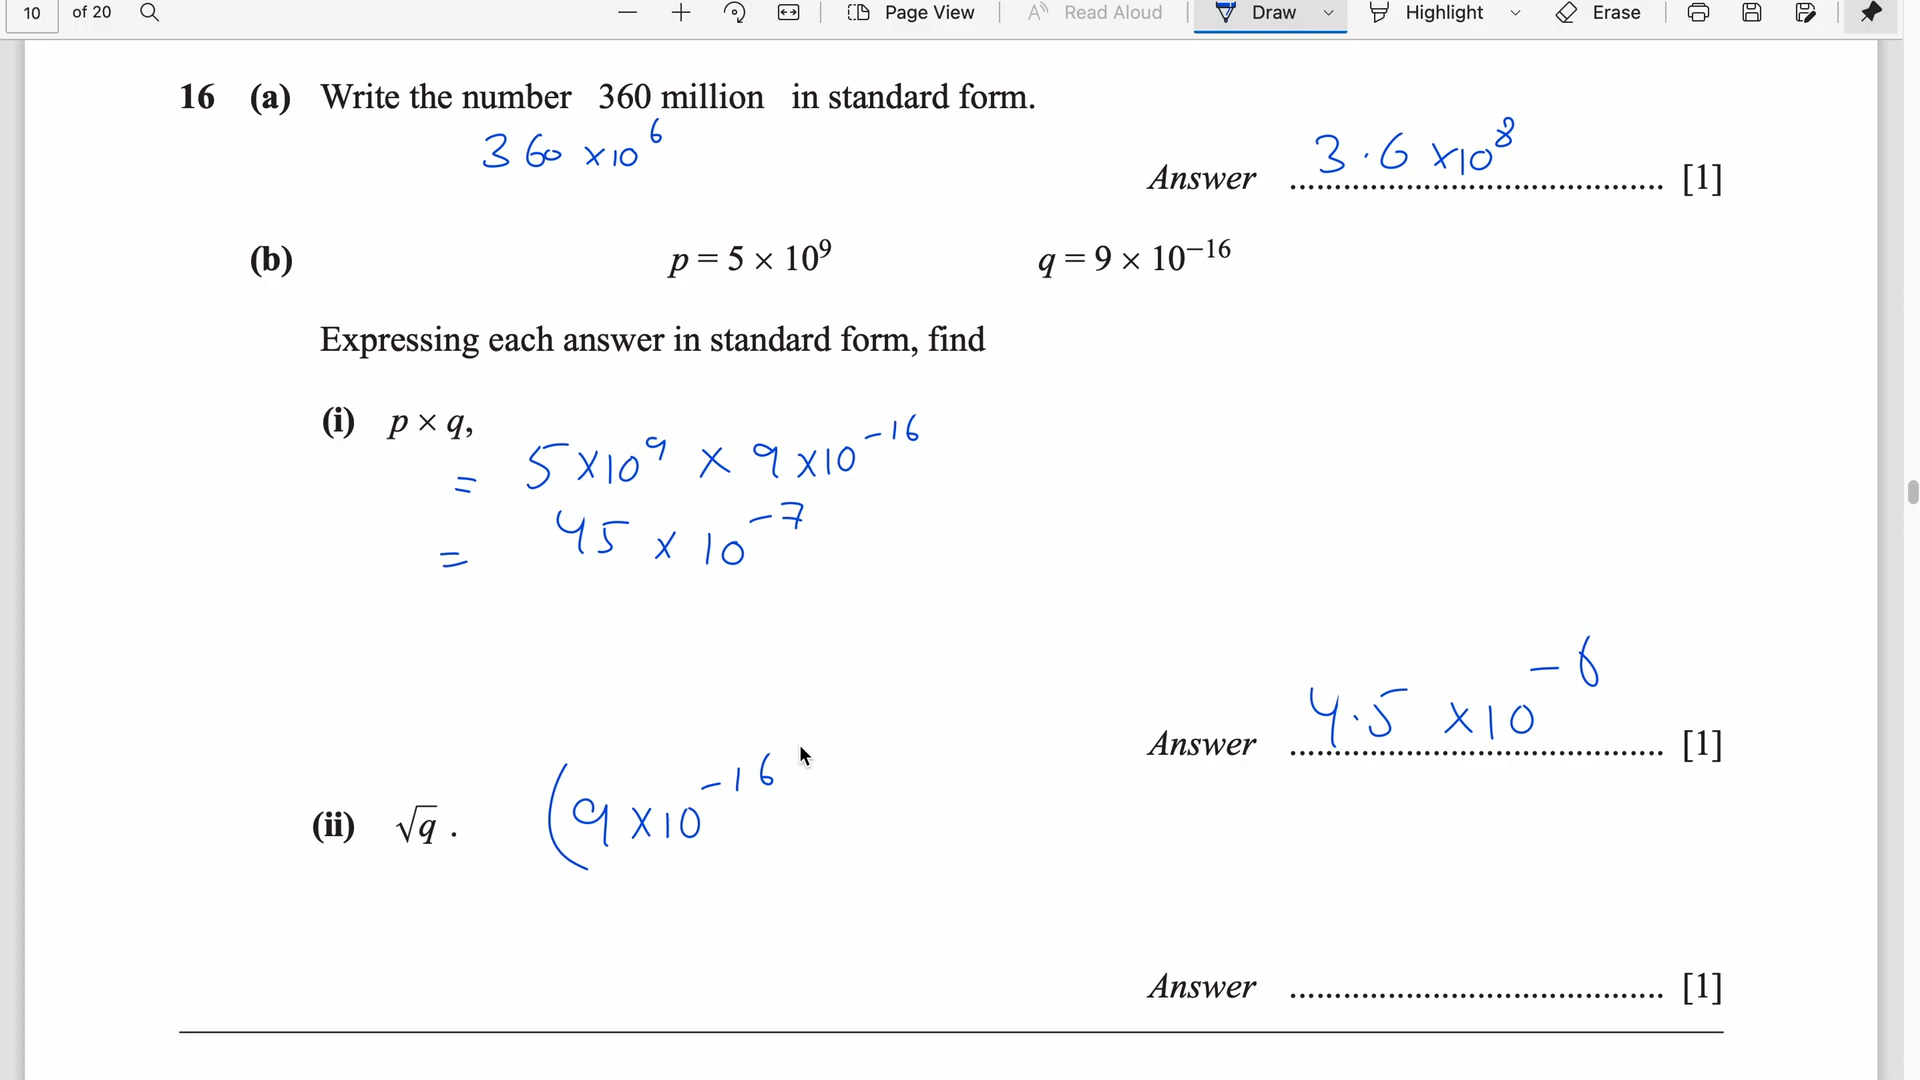 10 of 20 Page View Read Aloud Draw Highlight Erase
16 (a) Write the number 360 million in standard form.
360 × 10⁶
3.6 × 10⁸
Answer .......................................... [1]
(b) p = 5 × 10⁹ q = 9 × 10⁻¹⁶
Expressing each answer in standard form, find
(i) p × q,
= 5 × 10⁹ × 9 × 10⁻¹⁶
= 45 × 10⁻⁷
4.5 × 10⁻⁶
Answer .......................................... [1]
(ii) √q . (9 × 10⁻¹⁶
Answer .......................................... [1]